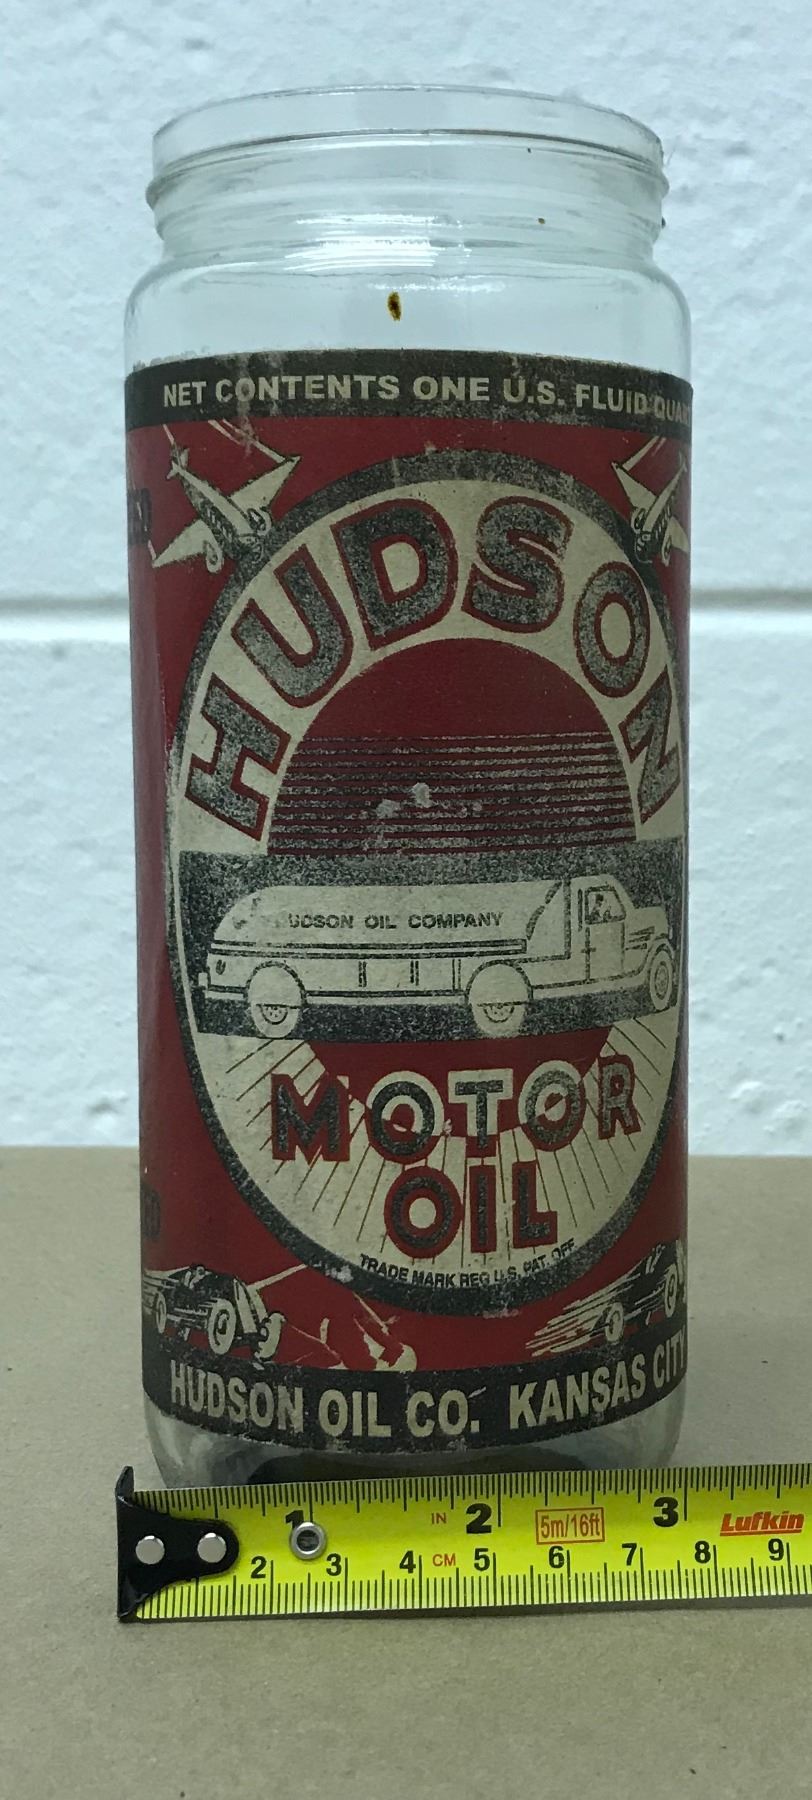 NET CONTENTS ONE U.S. FLUID QUART
HUDSON
HUDSON OIL COMPANY
MOTOR
OIL
TRADE MARK REG U.S. PAT. OFF
HUDSON OIL CO. KANSAS CITY
1 IN 2 5m/16ft 3 Lufkin
2 3 4 CM 5 6 7 8 9